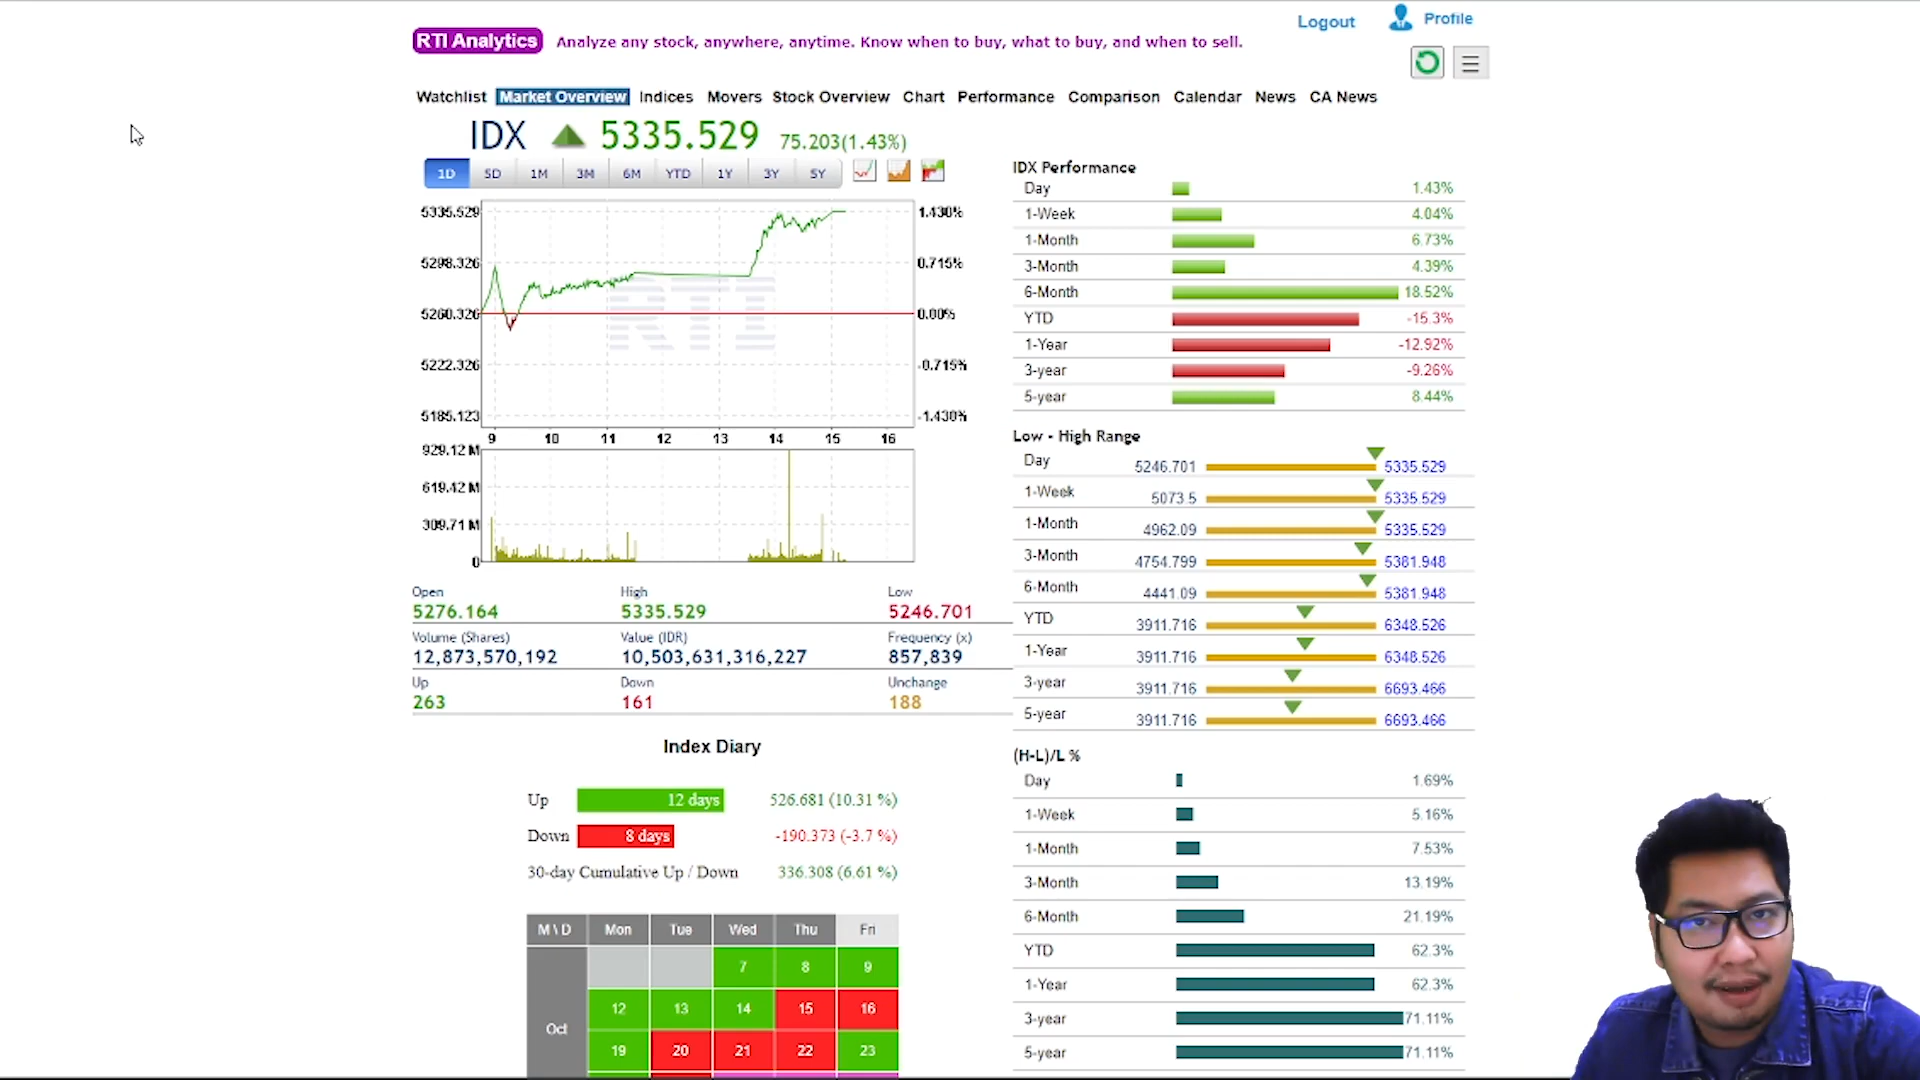 Logout Profile
RTI Analytics Analyze any stock, anywhere, anytime. Know when to buy, what to buy, and when to sell.
Watchlist Market Overview Indices Movers Stock Overview Chart Performance Comparison Calendar News CA News
IDX 5335.529 75.203(1.43%)
1D 5D 1M 3M 6M YTD 1Y 3Y 5Y
5335.529 1.430%
5298.326 0.715%
5260.326 0.00%
5222.326 -0.715%
5185.123 -1.430%
RTI
9 10 11 12 13 14 15 16
929.12 M
619.42 M
309.71 M
0
Open High Low
5276.164 5335.529 5246.701
Volume (Shares) Value (IDR) Frequency (x)
12,873,570,192 10,503,631,316,227 857,839
Up Down Unchange
263 161 188
Index Diary
Up 12 days 526.681 (10.31 %)
Down 8 days -190.373 (-3.7 %)
30-day Cumulative Up / Down 336.308 (6.61 %)
M \ D Mon Tue Wed Thu Fri
7 8 9
12 13 14 15 16
Oct
19 20 21 22 23
IDX Performance
Day 1.43%
1-Week 4.04%
1-Month 6.73%
3-Month 4.39%
6-Month 18.52%
YTD -15.3%
1-Year -12.92%
3-year -9.26%
5-year 8.44%
Low - High Range
Day 5246.701 5335.529
1-Week 5073.5 5335.529
1-Month 4962.09 5335.529
3-Month 4754.799 5381.948
6-Month 4441.09 5381.948
YTD 3911.716 6348.526
1-Year 3911.716 6348.526
3-year 3911.716 6693.466
5-year 3911.716 6693.466
(H-L)/L %
Day 1.69%
1-Week 5.16%
1-Month 7.53%
3-Month 13.19%
6-Month 21.19%
YTD 62.3%
1-Year 62.3%
3-year 71.11%
5-year 71.11%